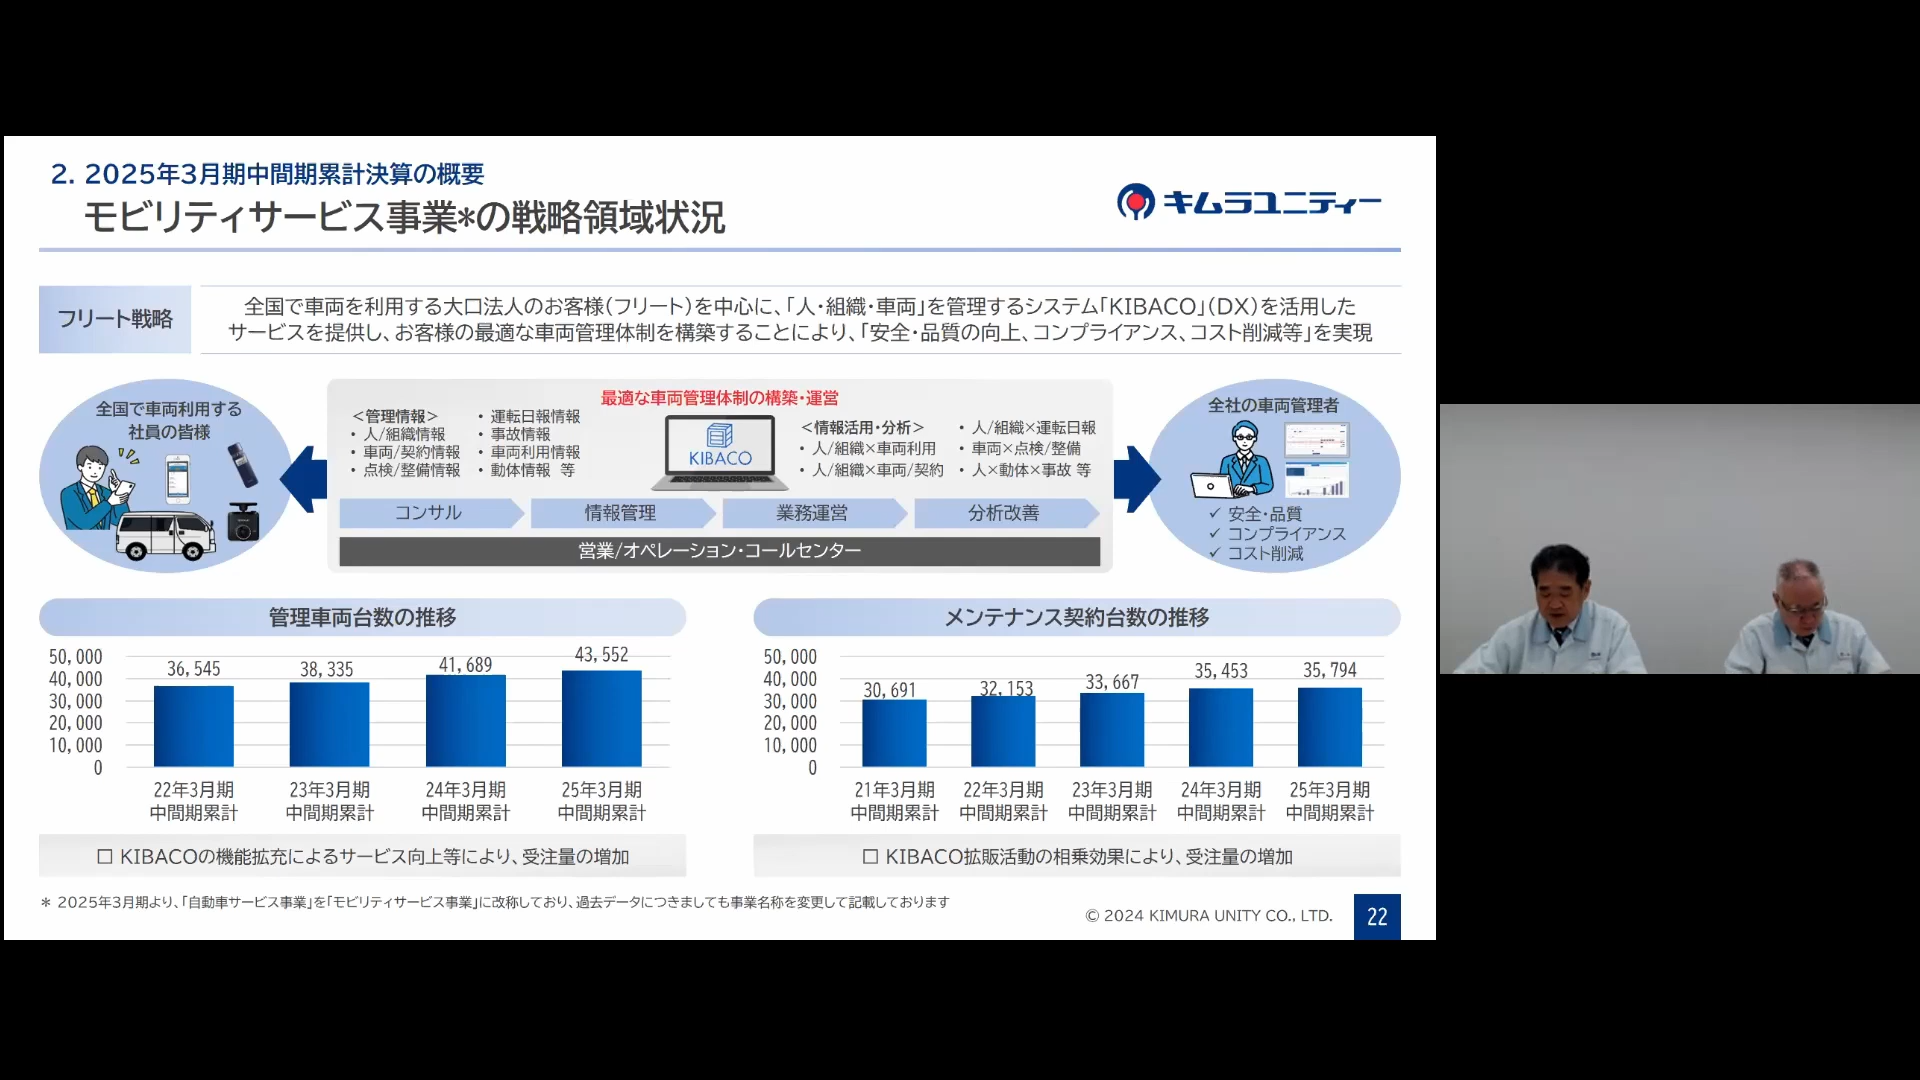 2. 2025年3月期中間期累計決算の概要
モビリティサービス事業*の戦略領域状況
キムラユニティー
フリート戦略
全国で車両を利用する大口法人のお客様(フリート)を中心に、「人・組織・車両」を管理するシステム「KIBACO」(DX)を活用した
サービスを提供し、お客様の最適な車両管理体制を構築することにより、「安全・品質の向上、コンプライアンス、コスト削減等」を実現
全国で車両利用する
社員の皆様
最適な車両管理体制の構築・運営
<管理情報>
・ 人/組織情報
・ 車両/契約情報
・ 点検/整備情報
・ 運転日報情報
・ 事故情報
・ 車両利用情報
・ 動体情報 等
KIBACO
<情報活用・分析>
・ 人/組織×車両利用
・ 人/組織×車両/契約
・ 人/組織×運転日報
・ 車両×点検/整備
・ 人×動体×事故 等
コンサル
情報管理
業務運営
分析改善
営業/オペレーション・コールセンター
全社の車両管理者
✓ 安全・品質
✓ コンプライアンス
✓ コスト削減
管理車両台数の推移
50,000
40,000
30,000
20,000
10,000
0
36,545
38,335
41,689
43,552
22年3月期
中間期累計
23年3月期
中間期累計
24年3月期
中間期累計
25年3月期
中間期累計
□ KIBACOの機能拡充によるサービス向上等により、受注量の増加
メンテナンス契約台数の推移
50,000
40,000
30,000
20,000
10,000
0
30,691
32,153
33,667
35,453
35,794
21年3月期
中間期累計
22年3月期
中間期累計
23年3月期
中間期累計
24年3月期
中間期累計
25年3月期
中間期累計
□ KIBACO拡販活動の相乗効果により、受注量の増加
* 2025年3月期より、「自動車サービス事業」を「モビリティサービス事業」に改称しており、過去データにつきましても事業名称を変更して記載しております
© 2024 KIMURA UNITY CO., LTD.
22